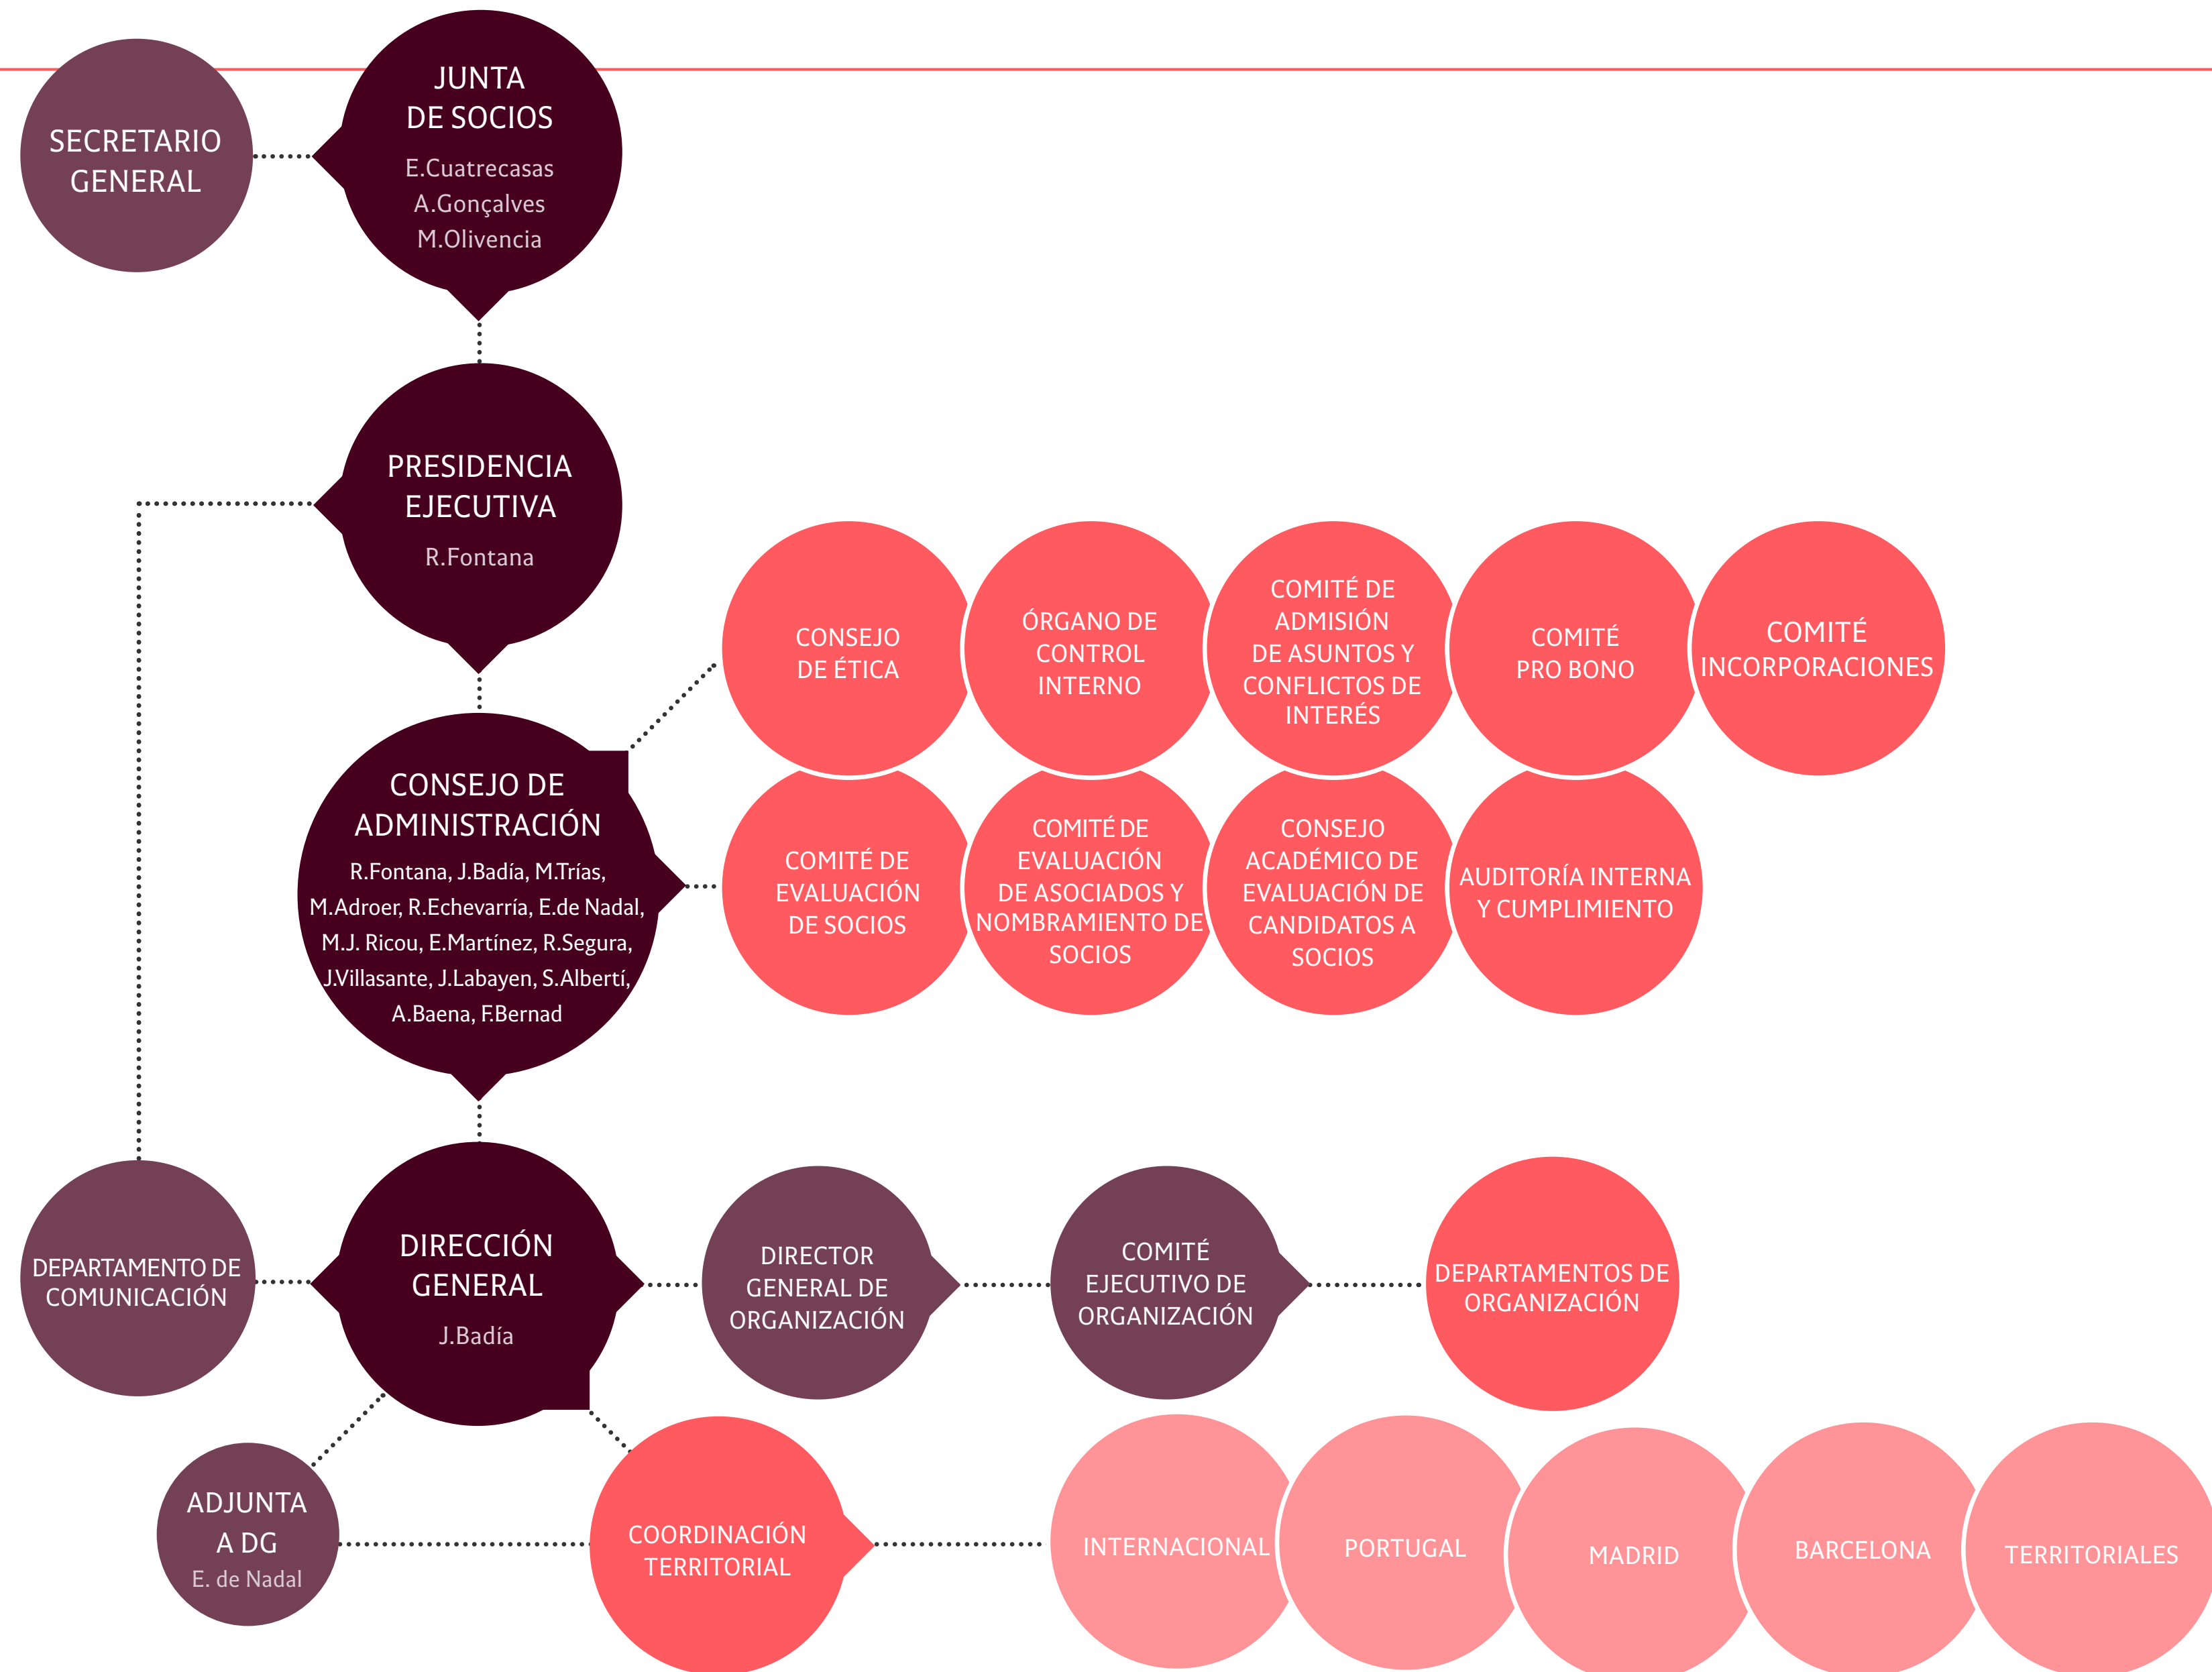 SECRETARIO
GENERAL
JUNTA
DE SOCIOS
E.Cuatrecasas
A.Gonçalves
M.Olivencia
PRESIDENCIA
EJECUTIVA
R.Fontana
CONSEJO
DE ÉTICA
ÓRGANO DE
CONTROL
INTERNO
COMITÉ DE
ADMISIÓN
DE ASUNTOS Y
CONFLICTOS DE
INTERÉS
COMITÉ
PRO BONO
COMITÉ
INCORPORACIONES
CONSEJO DE
ADMINISTRACIÓN
R.Fontana, J.Badía, M.Trías,
M.Adroer, R.Echevarría, E.de Nadal,
M.J. Ricou, E.Martínez, R.Segura,
J.Villasante, J.Labayen, S.Albertí,
A.Baena, F.Bernad
COMITÉ DE
EVALUACIÓN
DE SOCIOS
COMITÉ DE
EVALUACIÓN
DE ASOCIADOS Y
NOMBRAMIENTO DE
SOCIOS
CONSEJO
ACADÉMICO DE
EVALUACIÓN DE
CANDIDATOS A
SOCIOS
AUDITORÍA INTERNA
Y CUMPLIMIENTO
DEPARTAMENTO DE
COMUNICACIÓN
DIRECCIÓN
GENERAL
J.Badía
DIRECTOR
GENERAL DE
ORGANIZACIÓN
COMITÉ
EJECUTIVO DE
ORGANIZACIÓN
DEPARTAMENTOS DE
ORGANIZACIÓN
ADJUNTA
A DG
E. de Nadal
COORDINACIÓN
TERRITORIAL
INTERNACIONAL
PORTUGAL
MADRID
BARCELONA
TERRITORIALES